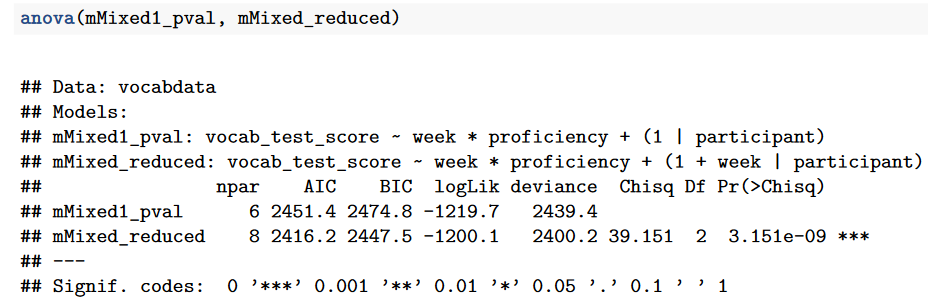 anova(mMixed1_pval, mMixed_reduced)
## Data: vocabdata
## Models:
## mMixed1_pval: vocab_test_score ~ week * proficiency + (1 | participant)
## mMixed_reduced: vocab_test_score ~ week * proficiency + (1 + week | participant)
##                npar    AIC    BIC  logLik deviance  Chisq Df Pr(>Chisq)
## mMixed1_pval      6 2451.4 2474.8 -1219.7   2439.4
## mMixed_reduced    8 2416.2 2447.5 -1200.1   2400.2 39.151  2  3.151e-09 ***
## ---
## Signif. codes:  0 ’***’ 0.001 ’**’ 0.01 ’*’ 0.05 ’.’ 0.1 ’ ’ 1